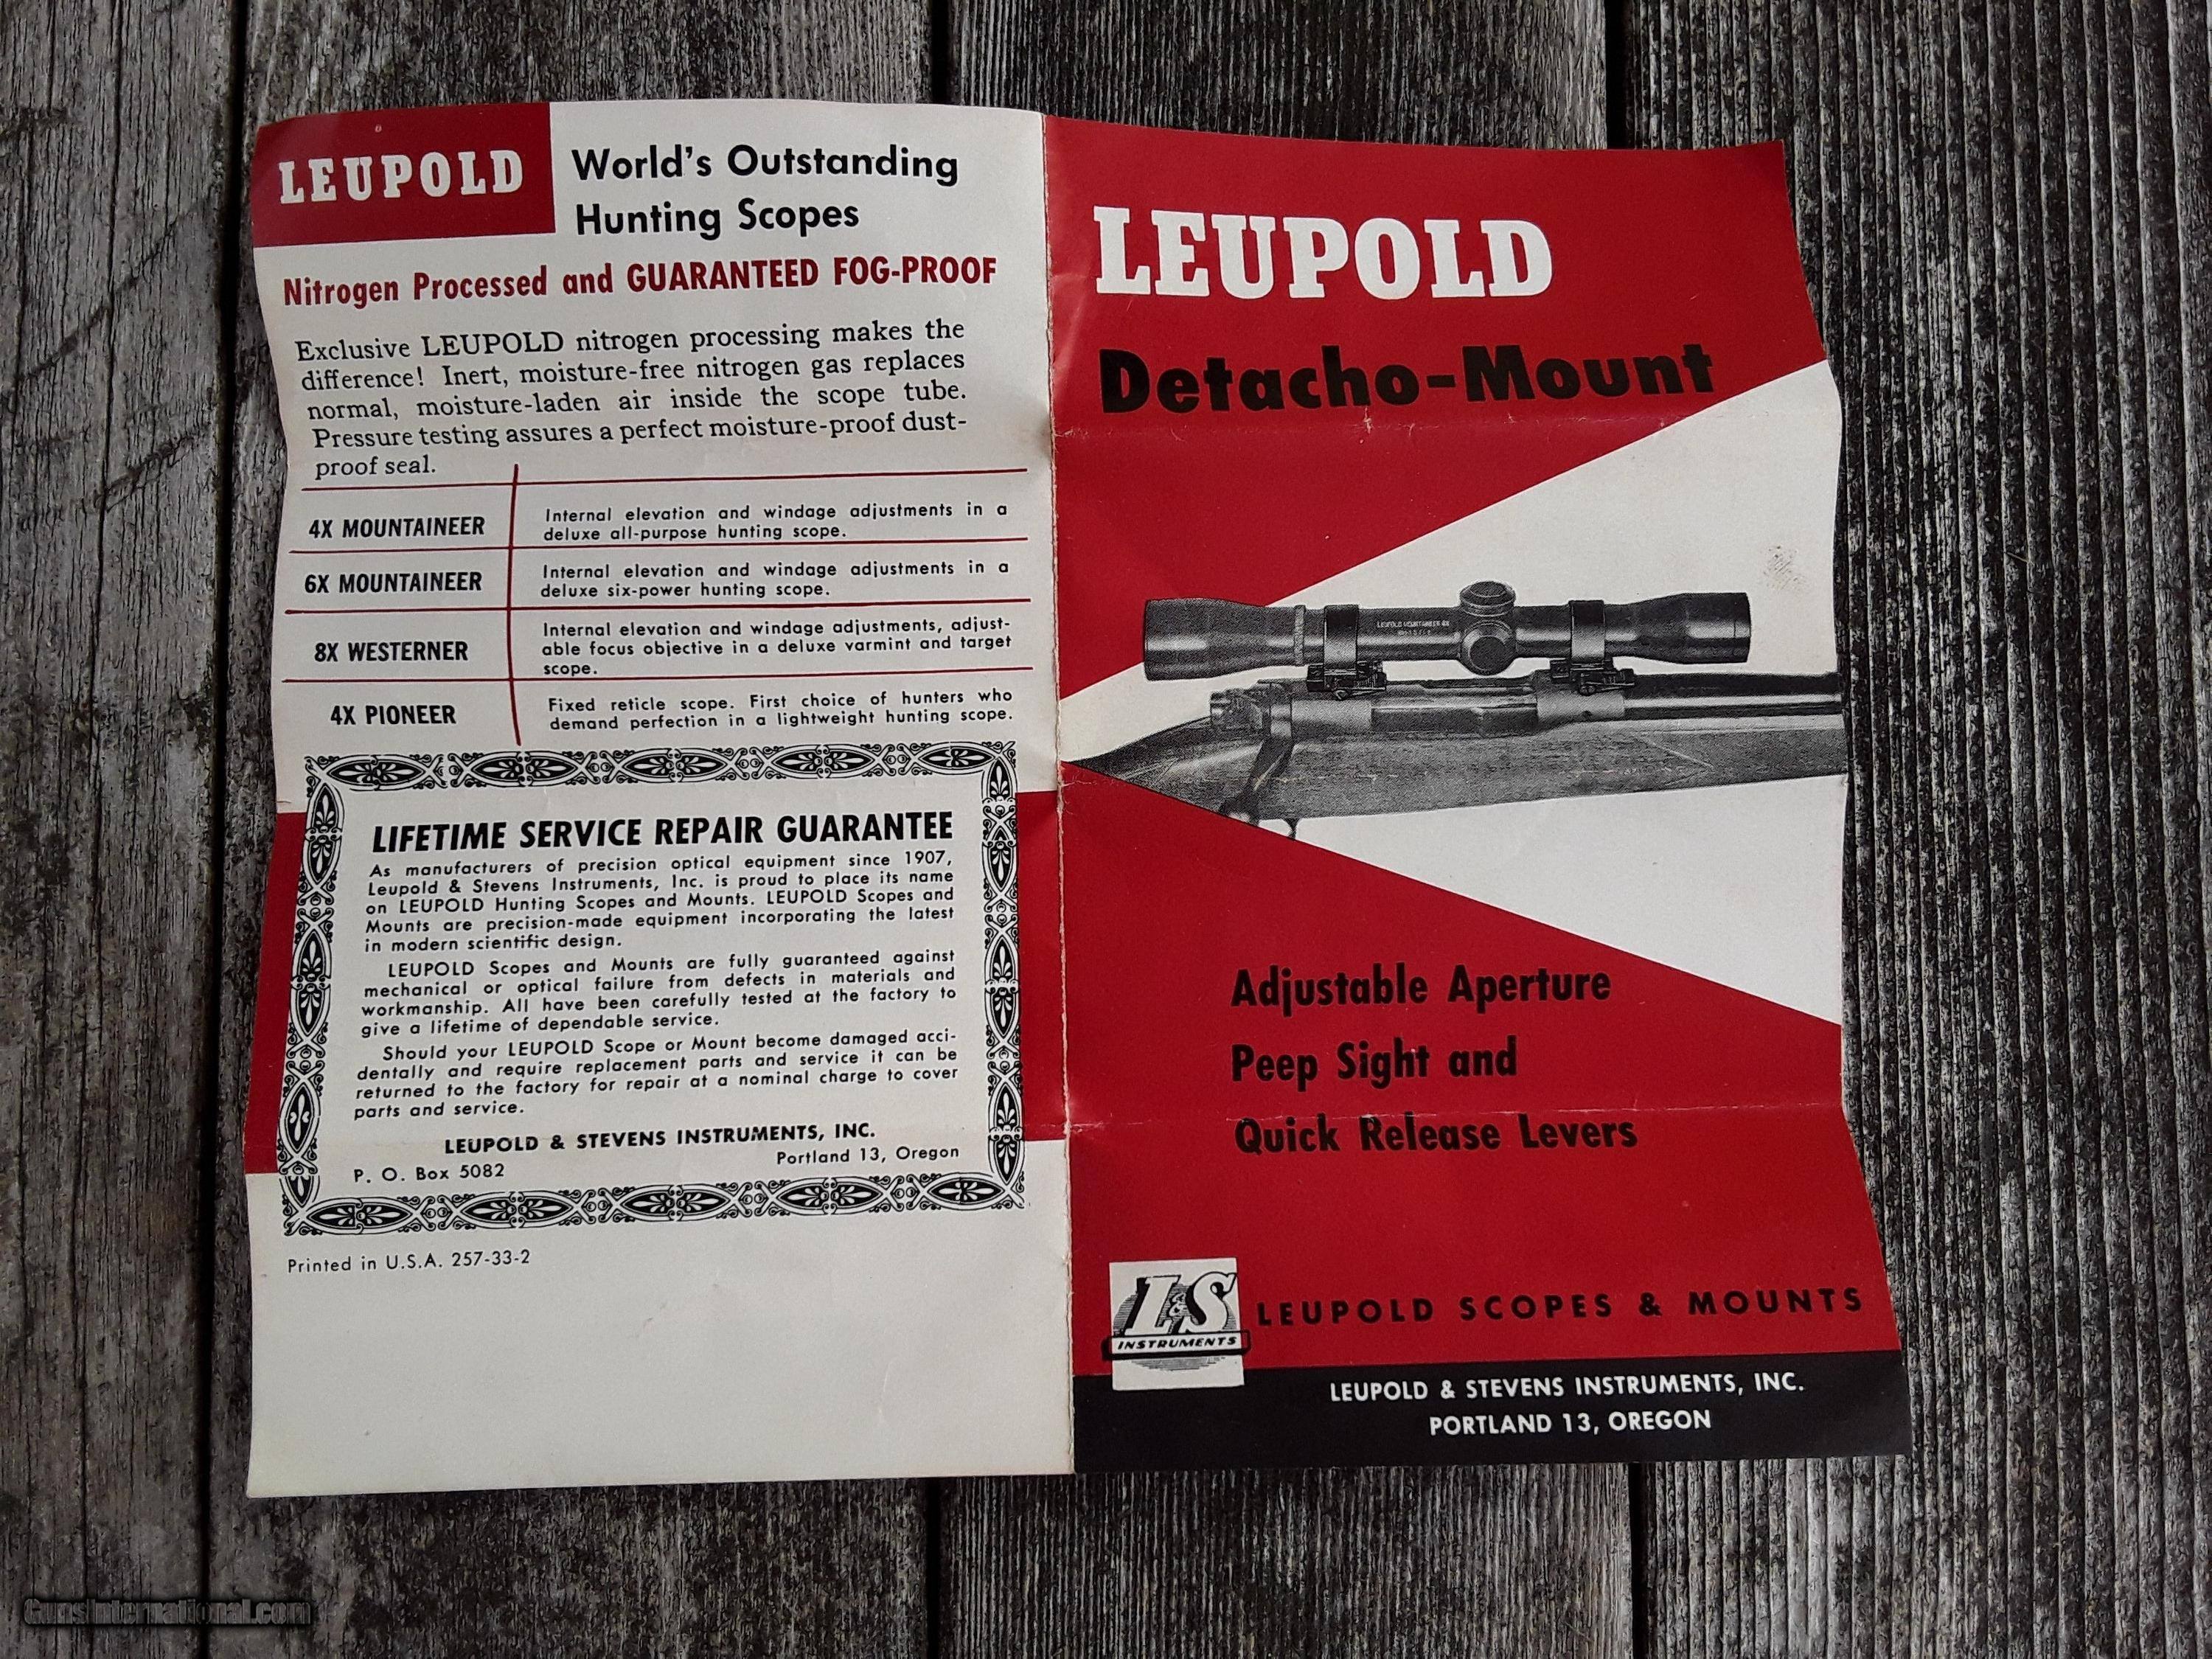 LEUPOLD
World's Outstanding
Hunting Scopes
Nitrogen Processed and GUARANTEED FOG-PROOF
Exclusive LEUPOLD nitrogen processing makes the
difference! Inert, moisture-free nitrogen gas replaces
normal, moisture-laden air inside the scope tube.
Pressure testing assures a perfect moisture-proof dust-
proof seal.
4X MOUNTAINEER
Internal elevation and windage adjustments in a
deluxe all-purpose hunting scope.
6X MOUNTAINEER
Internal elevation and windage adjustments in a
deluxe six-power hunting scope.
8X WESTERNER
Internal elevation and windage adjustments, adjust-
able focus objective in a deluxe varmint and target
scope.
4X PIONEER
Fixed reticle scope. First choice of hunters who
demand perfection in a lightweight hunting scope.
LIFETIME SERVICE REPAIR GUARANTEE
As manufacturers of precision optical equipment since 1907,
Leupold & Stevens Instruments, Inc. is proud to place its name
on LEUPOLD Hunting Scopes and Mounts. LEUPOLD Scopes and
Mounts are precision-made equipment incorporating the latest
in modern scientific design.
LEUPOLD Scopes and Mounts are fully guaranteed against
mechanical or optical failure from defects in materials and
workmanship. All have been carefully tested at the factory to
give a lifetime of dependable service.
Should your LEUPOLD Scope or Mount become damaged acci-
dentally and require replacement parts and service it can be
returned to the factory for repair at a nominal charge to cover
parts and service.
LEUPOLD & STEVENS INSTRUMENTS, INC.
P. O. Box 5082
Portland 13, Oregon
Printed in U.S.A. 257-33-2
LEUPOLD
Detacho-Mount
LEUPOLD MOUNTAINEER
Adjustable Aperture
Peep Sight and
Quick Release Levers
L&S
INSTRUMENTS
LEUPOLD SCOPES & MOUNTS
LEUPOLD & STEVENS INSTRUMENTS, INC.
PORTLAND 13, OREGON
GunsInternational.com